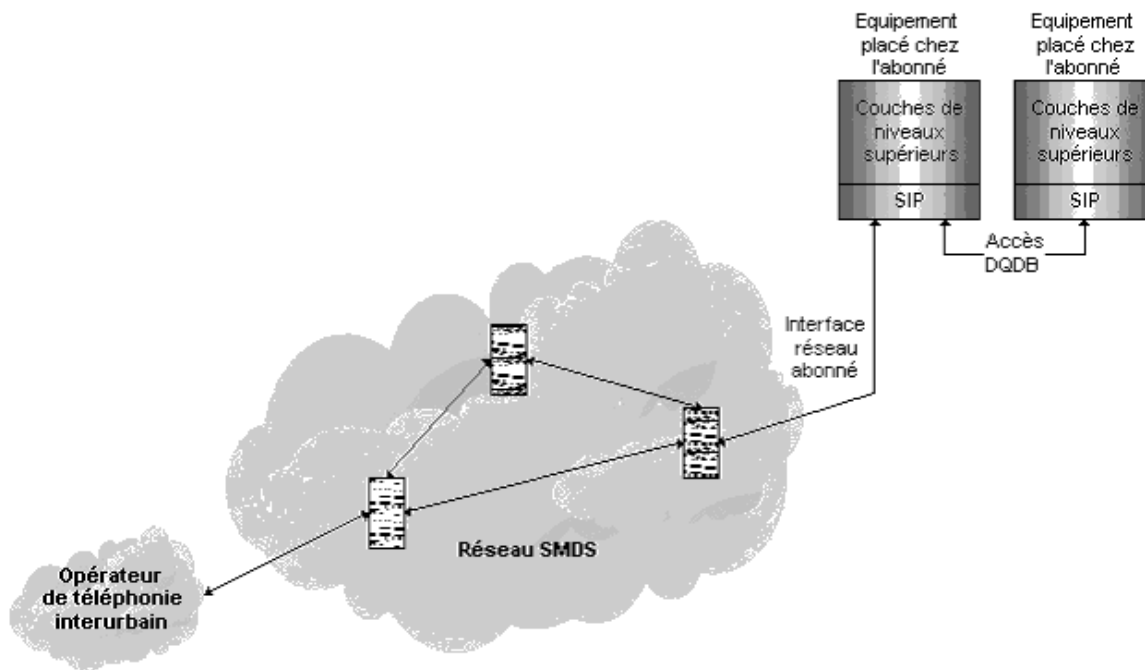 Equipement
placé chez
l'abonné
Equipement
placé chez
l'abonné
Couches de
niveaux
supérieurs
Couches de
niveaux
supérieurs
SIP
SIP
Accès
DQDB
Interface
réseau
abonné
Réseau SMDS
Opérateur
de téléphonie
interurbain